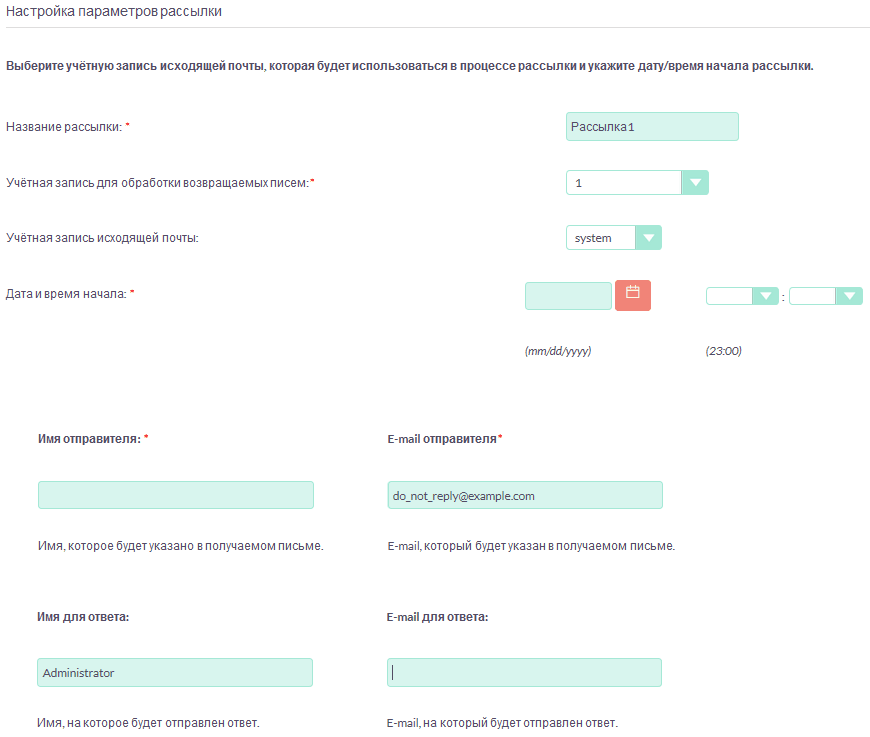 Настройка параметров рассылки
Выберите учётную запись исходящей почты, которая будет использоваться в процессе рассылки и укажите дату/время начала рассылки.
Название рассылки: * Рассылка1
Учётная запись для обработки возвращаемых писем:* 1
Учётная запись исходящей почты: system
Дата и время начала: * :
(mm/dd/yyyy) (23:00)
Имя отправителя: * E-mail отправителя*
do_not_reply@example.com
Имя, которое будет указано в получаемом письме. E-mail, который будет указан в получаемом письме.
Имя для ответа: E-mail для ответа:
Administrator
Имя, на которое будет отправлен ответ. E-mail, на который будет отправлен ответ.